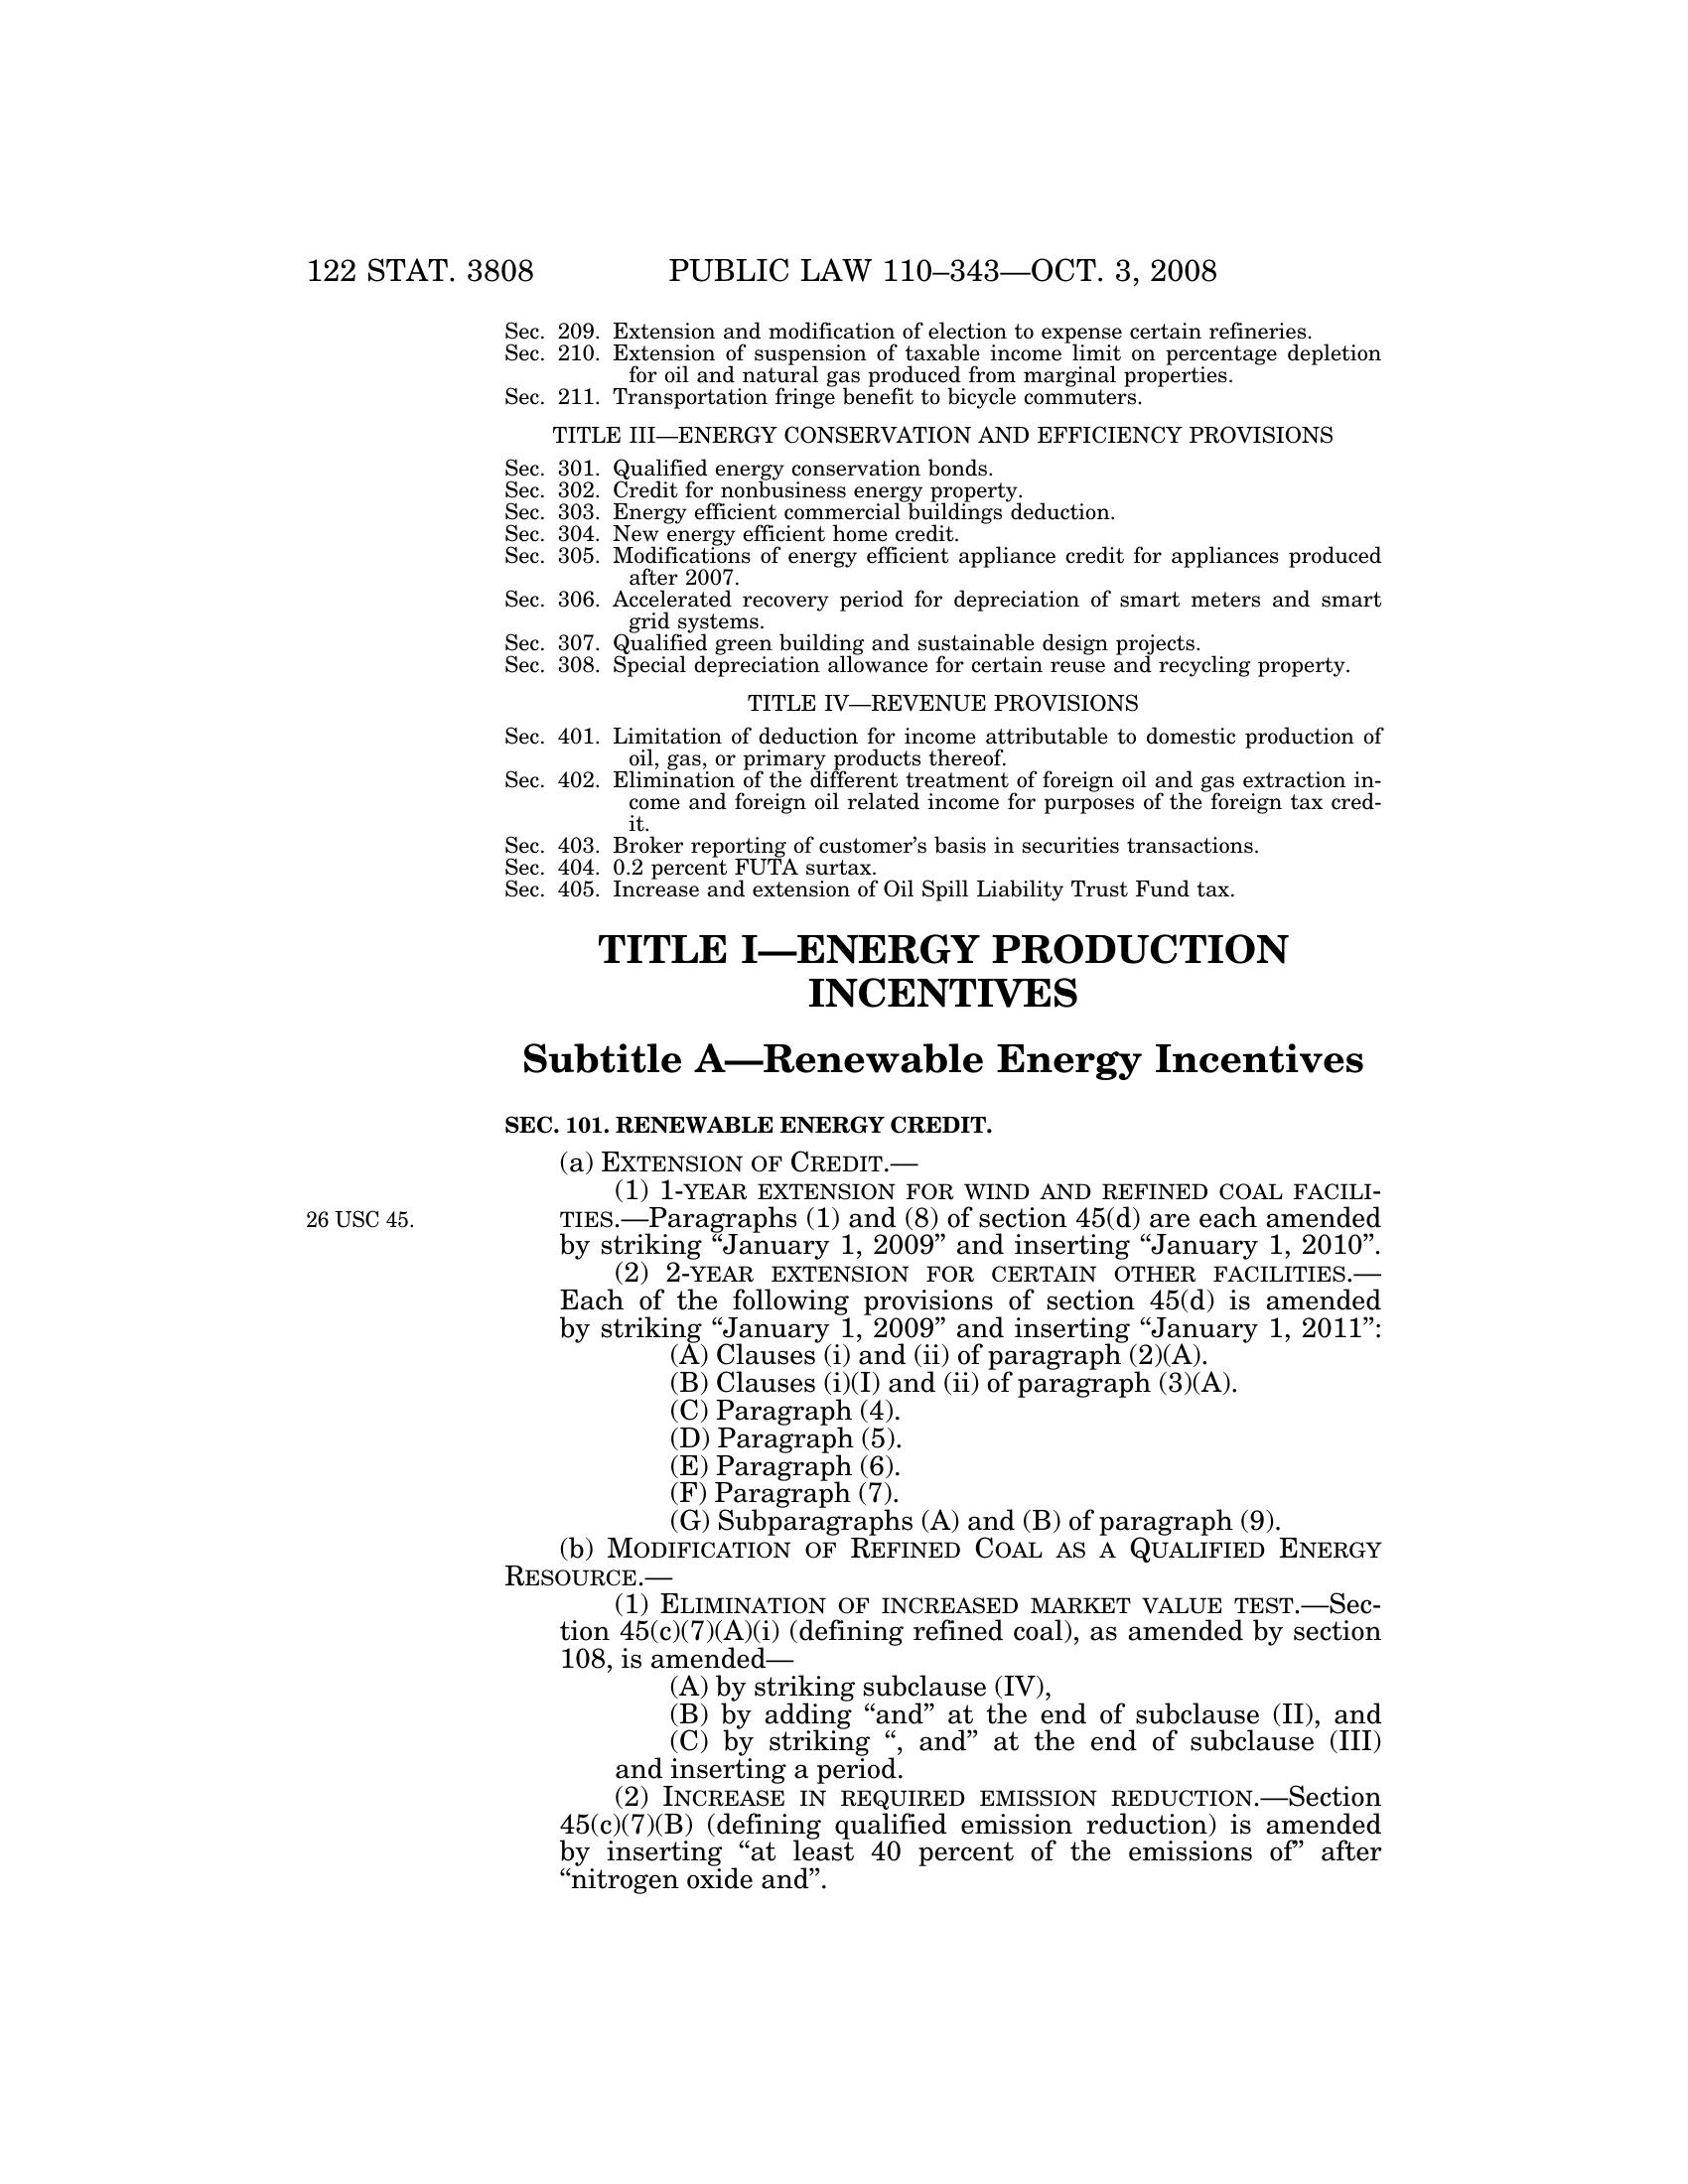 122 STAT. 3808 PUBLIC LAW 110–343—OCT. 3, 2008
Sec. 209. Extension and modification of election to expense certain refineries.
Sec. 210. Extension of suspension of taxable income limit on percentage depletion
for oil and natural gas produced from marginal properties.
Sec. 211. Transportation fringe benefit to bicycle commuters.
TITLE III—ENERGY CONSERVATION AND EFFICIENCY PROVISIONS
Sec. 301. Qualified energy conservation bonds.
Sec. 302. Credit for nonbusiness energy property.
Sec. 303. Energy efficient commercial buildings deduction.
Sec. 304. New energy efficient home credit.
Sec. 305. Modifications of energy efficient appliance credit for appliances produced
after 2007.
Sec. 306. Accelerated recovery period for depreciation of smart meters and smart
grid systems.
Sec. 307. Qualified green building and sustainable design projects.
Sec. 308. Special depreciation allowance for certain reuse and recycling property.
TITLE IV—REVENUE PROVISIONS
Sec. 401. Limitation of deduction for income attributable to domestic production of
oil, gas, or primary products thereof.
Sec. 402. Elimination of the different treatment of foreign oil and gas extraction in-
come and foreign oil related income for purposes of the foreign tax cred-
it.
Sec. 403. Broker reporting of customer’s basis in securities transactions.
Sec. 404. 0.2 percent FUTA surtax.
Sec. 405. Increase and extension of Oil Spill Liability Trust Fund tax.
TITLE I—ENERGY PRODUCTION
INCENTIVES
Subtitle A—Renewable Energy Incentives
SEC. 101. RENEWABLE ENERGY CREDIT.
(a) EXTENSION OF CREDIT.—
(1) 1-YEAR EXTENSION FOR WIND AND REFINED COAL FACILI-
26 USC 45. TIES.—Paragraphs (1) and (8) of section 45(d) are each amended
by striking “January 1, 2009” and inserting “January 1, 2010”.
(2) 2-YEAR EXTENSION FOR CERTAIN OTHER FACILITIES.—
Each of the following provisions of section 45(d) is amended
by striking “January 1, 2009” and inserting “January 1, 2011”:
(A) Clauses (i) and (ii) of paragraph (2)(A).
(B) Clauses (i)(I) and (ii) of paragraph (3)(A).
(C) Paragraph (4).
(D) Paragraph (5).
(E) Paragraph (6).
(F) Paragraph (7).
(G) Subparagraphs (A) and (B) of paragraph (9).
(b) MODIFICATION OF REFINED COAL AS A QUALIFIED ENERGY
RESOURCE.—
(1) ELIMINATION OF INCREASED MARKET VALUE TEST.—Sec-
tion 45(c)(7)(A)(i) (defining refined coal), as amended by section
108, is amended—
(A) by striking subclause (IV),
(B) by adding “and” at the end of subclause (II), and
(C) by striking “, and” at the end of subclause (III)
and inserting a period.
(2) INCREASE IN REQUIRED EMISSION REDUCTION.—Section
45(c)(7)(B) (defining qualified emission reduction) is amended
by inserting “at least 40 percent of the emissions of” after
“nitrogen oxide and”.